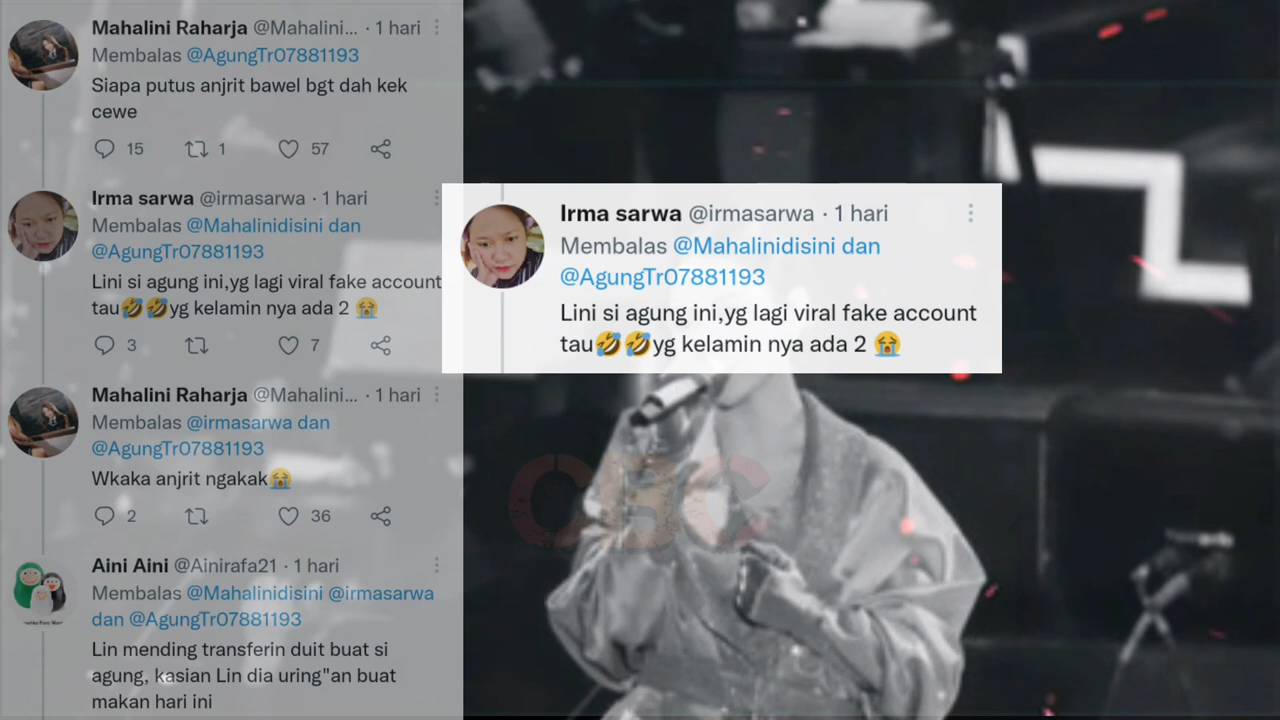 Mahalini Raharja @Mahalini... · 1 hari
Membalas @AgungTr07881193
Siapa putus anjrit bawel bgt dah kek
cewe
15 1 57
Irma sarwa @irmasarwa · 1 hari
Membalas @Mahalinidisini dan
@AgungTr07881193
Lini si agung ini,yg lagi viral fake account
tau🤣🤣yg kelamin nya ada 2 😭
3 7
Mahalini Raharja @Mahalini... · 1 hari
Membalas @irmasarwa dan
@AgungTr07881193
Wkaka anjrit ngakak😭
2 36
Aini Aini @Ainirafa21 · 1 hari
Membalas @Mahalinidisini @irmasarwa
dan @AgungTr07881193
Lin mending transferin duit buat si
agung, kasian Lin dia uring"an buat
makan hari ini
Irma sarwa @irmasarwa · 1 hari
Membalas @Mahalinidisini dan
@AgungTr07881193
Lini si agung ini,yg lagi viral fake account
tau🤣🤣yg kelamin nya ada 2 😭
CBC